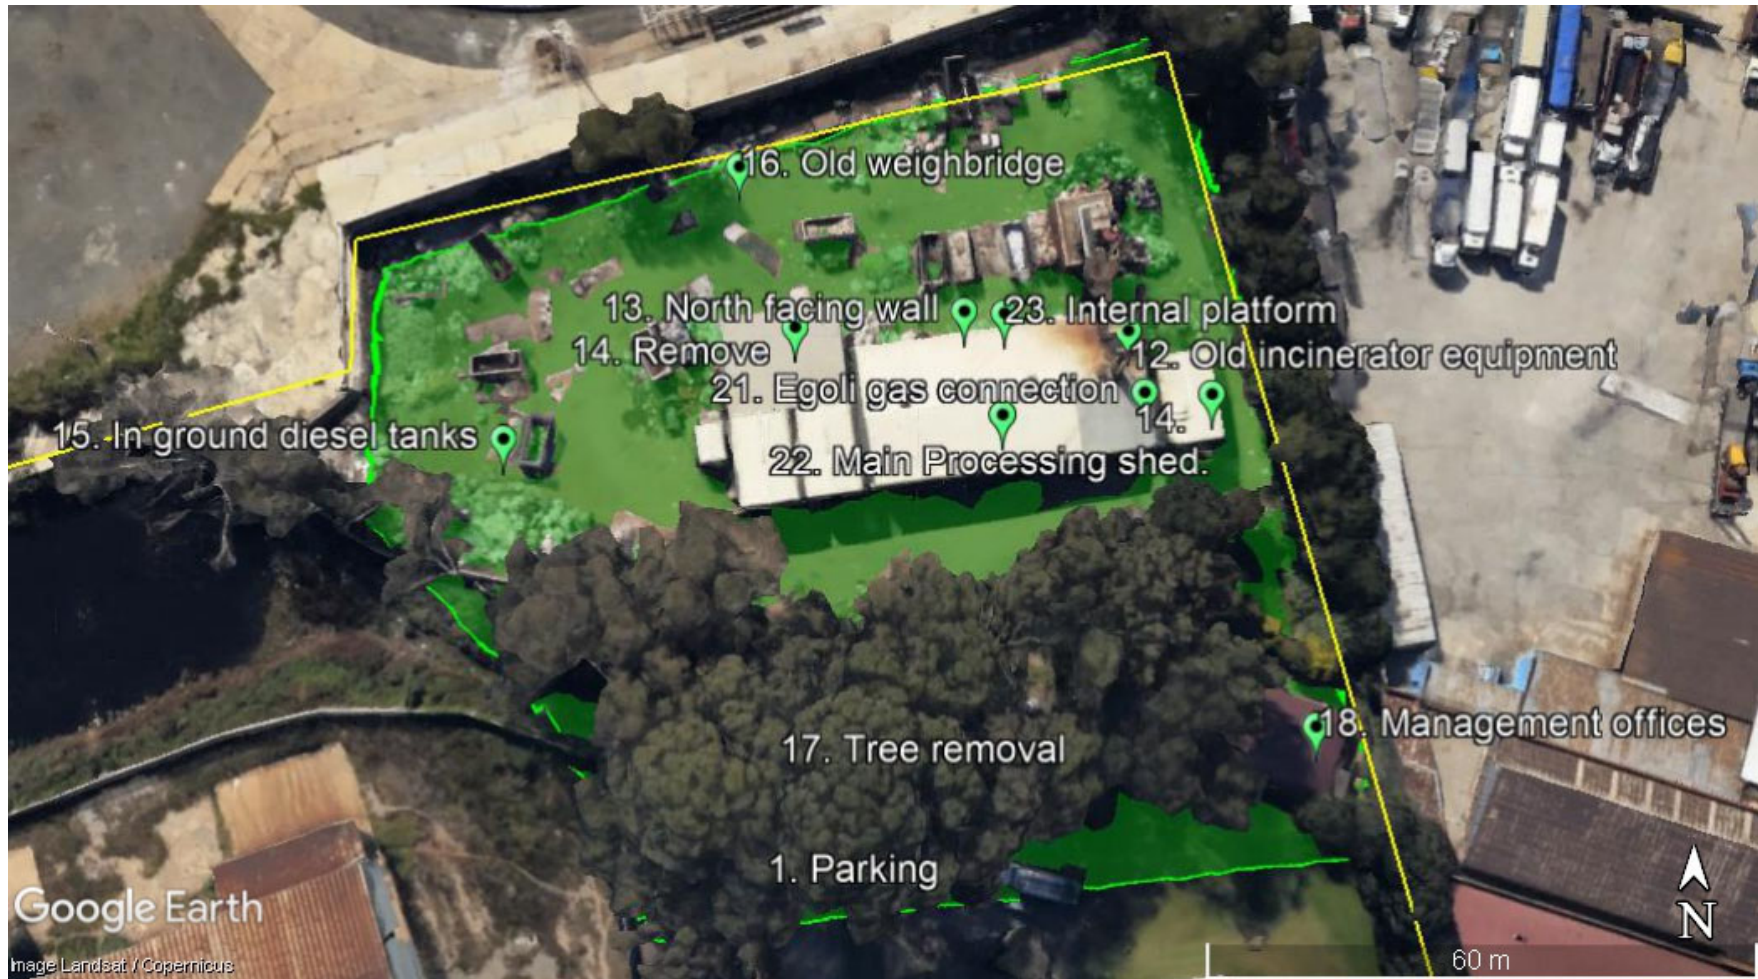 16. Old weighbridge
13. North facing wall
23. Internal platform
14. Remove
12. Old incinerator equipment
21. Egoli gas connection
14.
15. In ground diesel tanks
22. Main Processing shed.
18. Management offices
17. Tree removal
1. Parking
Google Earth
N
Image Landsat / Copernicus
60 m